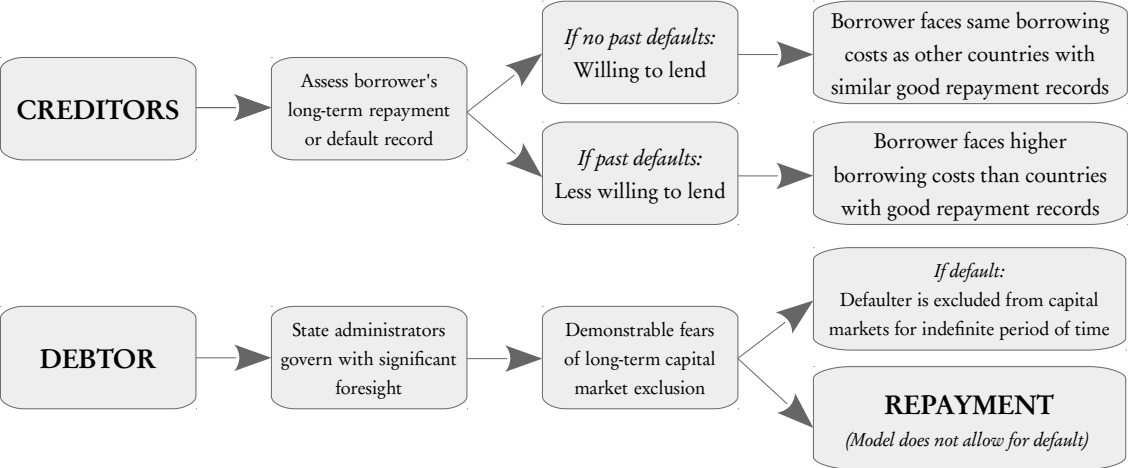 CREDITORS
Assess borrower's
long-term repayment
or default record
If no past defaults:
Willing to lend
Borrower faces same borrowing
costs as other countries with
similar good repayment records
If past defaults:
Less willing to lend
Borrower faces higher
borrowing costs than countries
with good repayment records
DEBTOR
State administrators
govern with significant
foresight
Demonstrable fears
of long-term capital
market exclusion
If default:
Defaulter is excluded from capital
markets for indefinite period of time
REPAYMENT
(Model does not allow for default)